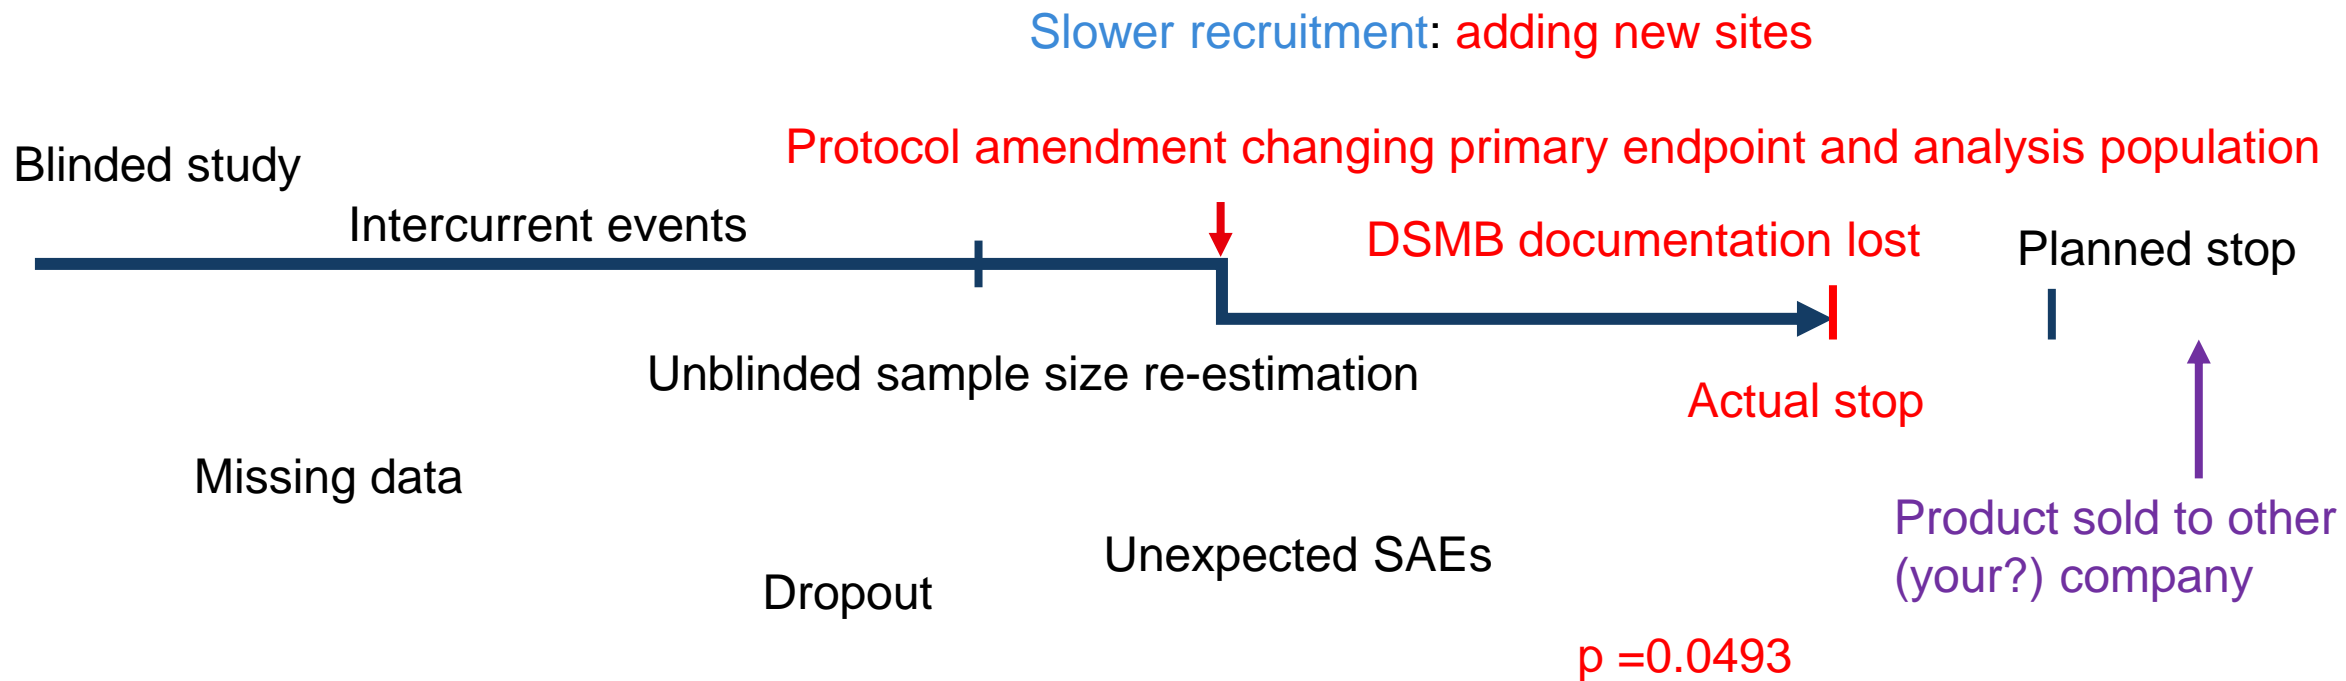 Slower recruitment: adding new sites
Protocol amendment changing primary endpoint and analysis population
Blinded study
Intercurrent events
DSMB documentation lost
Planned stop
Unblinded sample size re-estimation
Actual stop
Missing data
Product sold to other
(your?) company
Unexpected SAEs
Dropout
p =0.0493